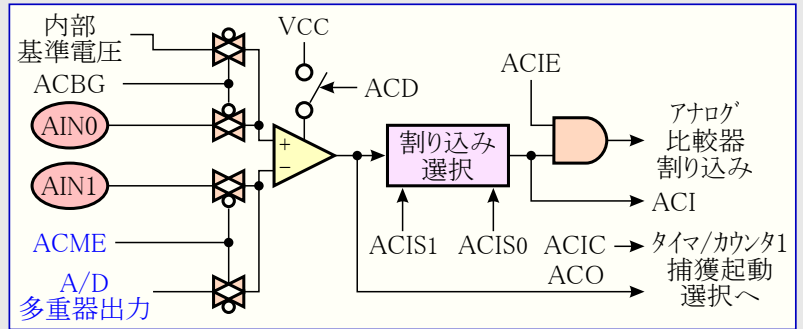 内部
基準電圧
ACBG
AIN0
AIN1
ACME
A/D
多重器出力
VCC
ACD
+
−
割り込み
選択
ACIS1
ACIS0
ACIE
アナログ
比較器
割り込み
ACI
ACIC
ACO
タイマ/カウンタ1
捕獲起動
選択へ